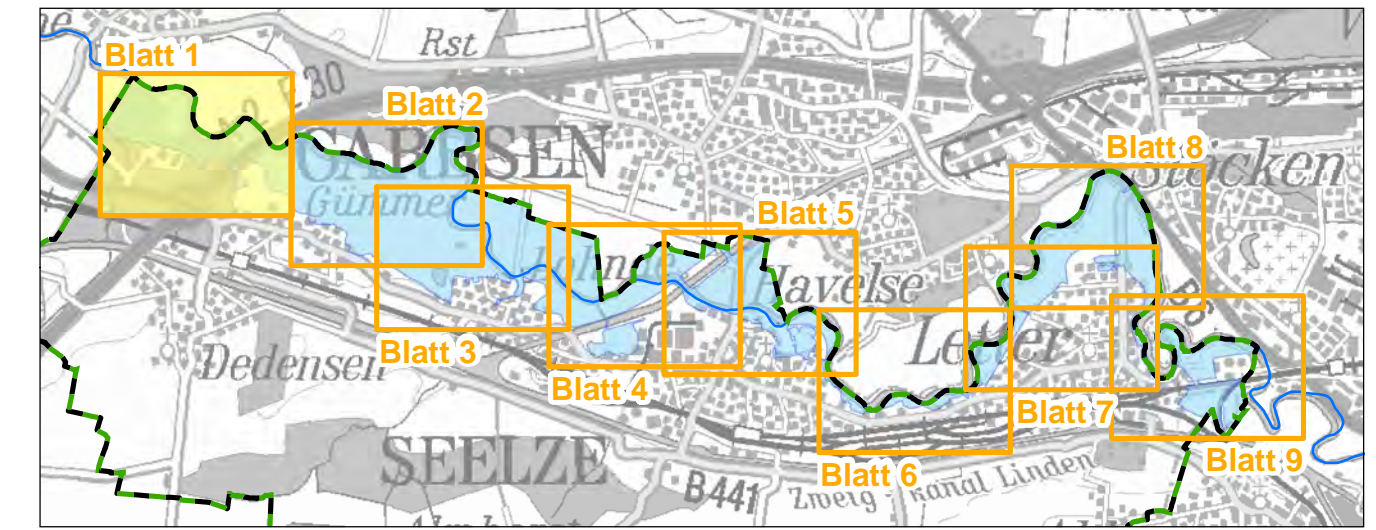 Rst
Blatt 1
E 30
Blatt 2
GARBSEN
Blatt 8
Stöcken
Gümmer
Blatt 5
Lohnde
Havelse
Letter
Dedensen
Blatt 3
Blatt 4
Blatt 7
SEELZE
Blatt 6
Blatt 9
B441
Zweig - kanal Linden